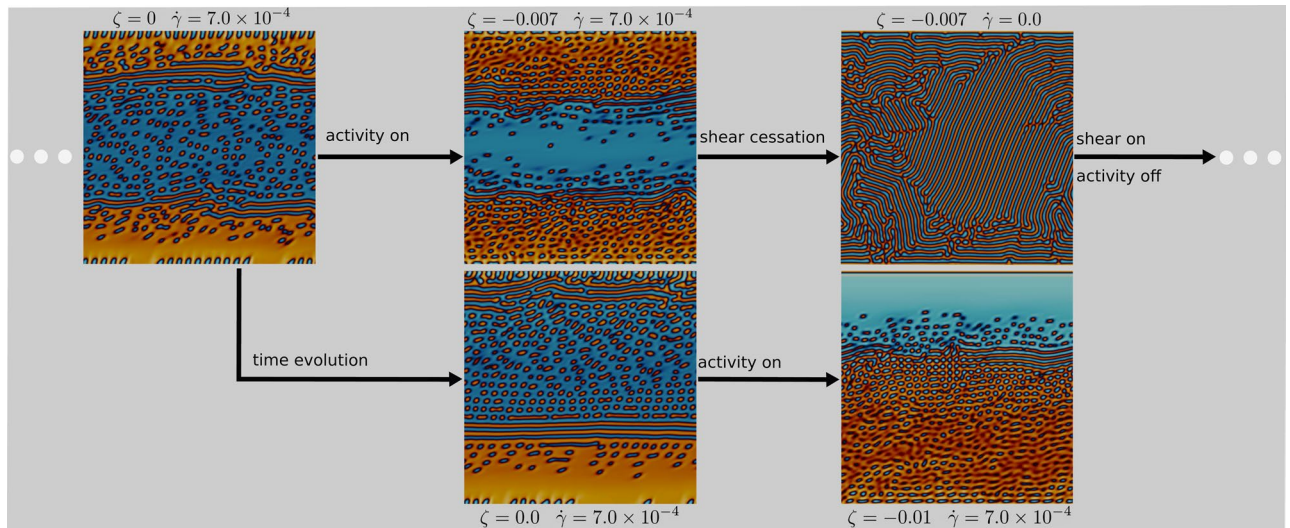 ζ = 0 γ̇ = 7.0 × 10⁻⁴
ζ = −0.007 γ̇ = 7.0 × 10⁻⁴
ζ = −0.007 γ̇ = 0.0
activity on
shear cessation
shear on
activity off
time evolution
activity on
ζ = 0.0 γ̇ = 7.0 × 10⁻⁴
ζ = −0.01 γ̇ = 7.0 × 10⁻⁴